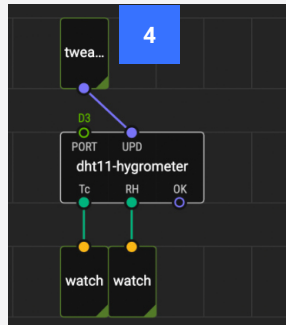 4
twea...
D3
PORT UPD
dht11-hygrometer
Tc RH OK
watch watch